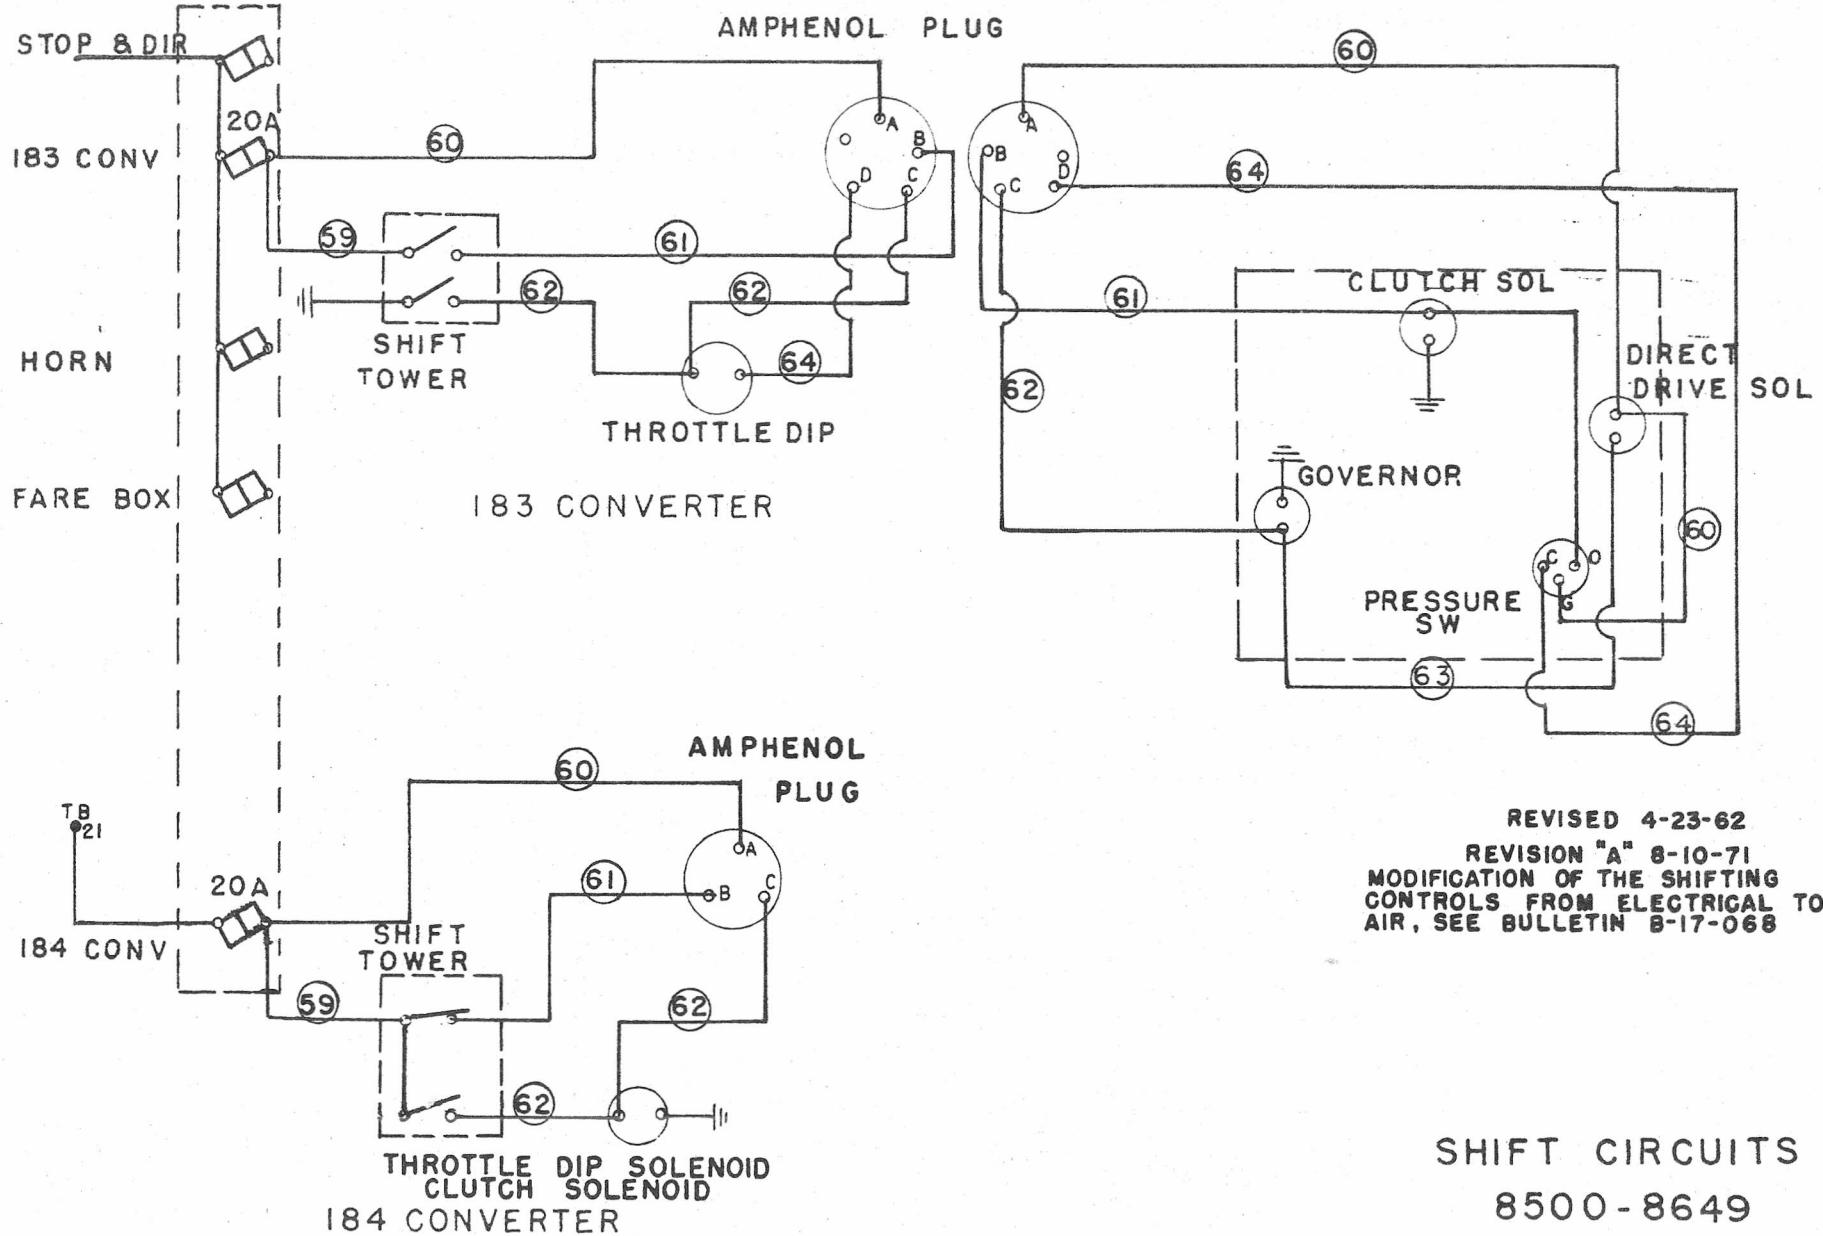 AMPHENOL PLUG
STOP & DIR
60
20A
183 CONV
60
A
B
D
C
A
B
C
D
64
59
61
62
62
SHIFT
TOWER
64
THROTTLE DIP
HORN
FARE BOX
183 CONVERTER
CLUTCH SOL
61
62
DIRECT
DRIVE SOL
GOVERNOR
60
C
O
G
PRESSURE
SW
63
64
AMPHENOL
PLUG
60
TB
21
A
B
C
61
20A
184 CONV
SHIFT
TOWER
59
62
62
THROTTLE DIP SOLENOID
CLUTCH SOLENOID
184 CONVERTER
REVISED 4-23-62
REVISION "A" 8-10-71
MODIFICATION OF THE SHIFTING
CONTROLS FROM ELECTRICAL TO
AIR, SEE BULLETIN B-17-068
SHIFT CIRCUITS
8500-8649